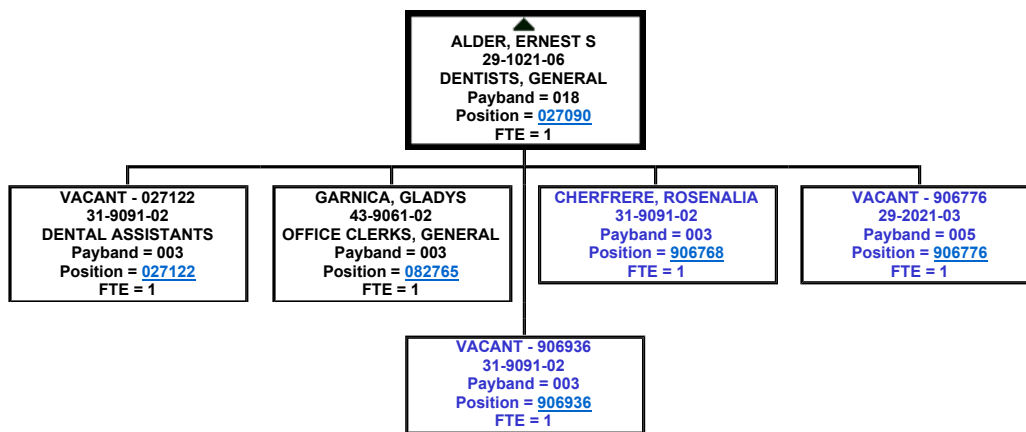 ALDER, ERNEST S
29-1021-06
DENTISTS, GENERAL
Payband = 018
Position = 027090
FTE = 1
VACANT - 027122
31-9091-02
DENTAL ASSISTANTS
Payband = 003
Position = 027122
FTE = 1
GARNICA, GLADYS
43-9061-02
OFFICE CLERKS, GENERAL
Payband = 003
Position = 082765
FTE = 1
CHERFRERE, ROSENALIA
31-9091-02
Payband = 003
Position = 906768
FTE = 1
VACANT - 906776
29-2021-03
Payband = 005
Position = 906776
FTE = 1
VACANT - 906936
31-9091-02
Payband = 003
Position = 906936
FTE = 1